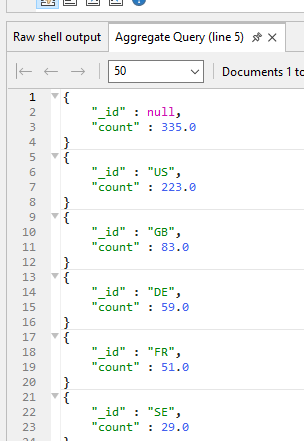 Raw shell output Aggregate Query (line 5)
50 Documents 1 to
1 {
2 "_id" : null,
3 "count" : 335.0
4 }
5 {
6 "_id" : "US",
7 "count" : 223.0
8 }
9 {
10 "_id" : "GB",
11 "count" : 83.0
12 }
13 {
14 "_id" : "DE",
15 "count" : 59.0
16 }
17 {
18 "_id" : "FR",
19 "count" : 51.0
20 }
21 {
22 "_id" : "SE",
23 "count" : 29.0
24 }